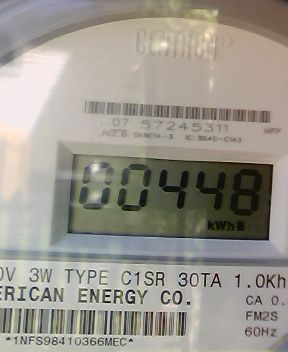 CENTRON
07 57245311
00448
kWh
0V 3W TYPE C1SR 30TA 1.0Kh
ERICAN ENERGY CO.
CA 0.
FM2S
60Hz
*1NFS98410366MEC*